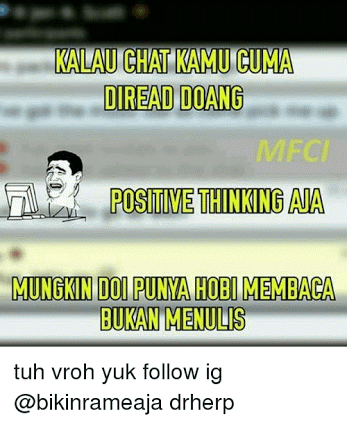 KALAU CHAT KAMU CUMA
DIREAD DOANG
MFCI
POSITIVE THINKING AJA
MUNGKIN DOI PUNYA HOBI MEMBACA
BUKAN MENULIS
tuh vroh yuk follow ig
@bikinrameaja drherp